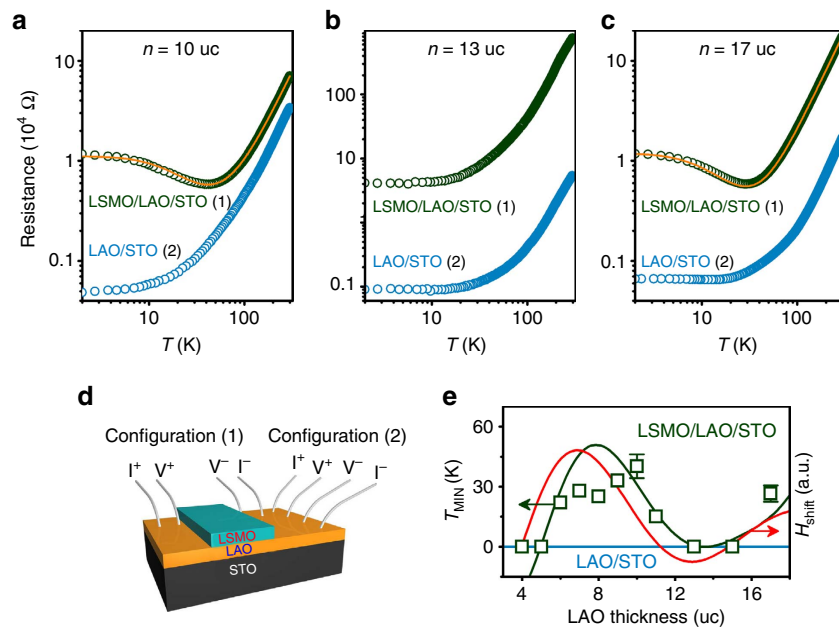 a
n = 10 uc
10
1
0.1
10
100
Resistance (10⁴ Ω)
LSMO/LAO/STO (1)
LAO/STO (2)
T (K)
b
n = 13 uc
100
10
1
0.1
10
100
LSMO/LAO/STO (1)
LAO/STO (2)
T (K)
c
n = 17 uc
10
1
0.1
10
100
LSMO/LAO/STO (1)
LAO/STO (2)
T (K)
d
Configuration (1)
Configuration (2)
I⁺
V⁺
V⁻
I⁻
I⁺
V⁺
V⁻
I⁻
LSMO
LAO
STO
e
60
30
0
T_MIN (K)
LSMO/LAO/STO
LAO/STO
H_shift (a.u.)
4
8
12
16
LAO thickness (uc)